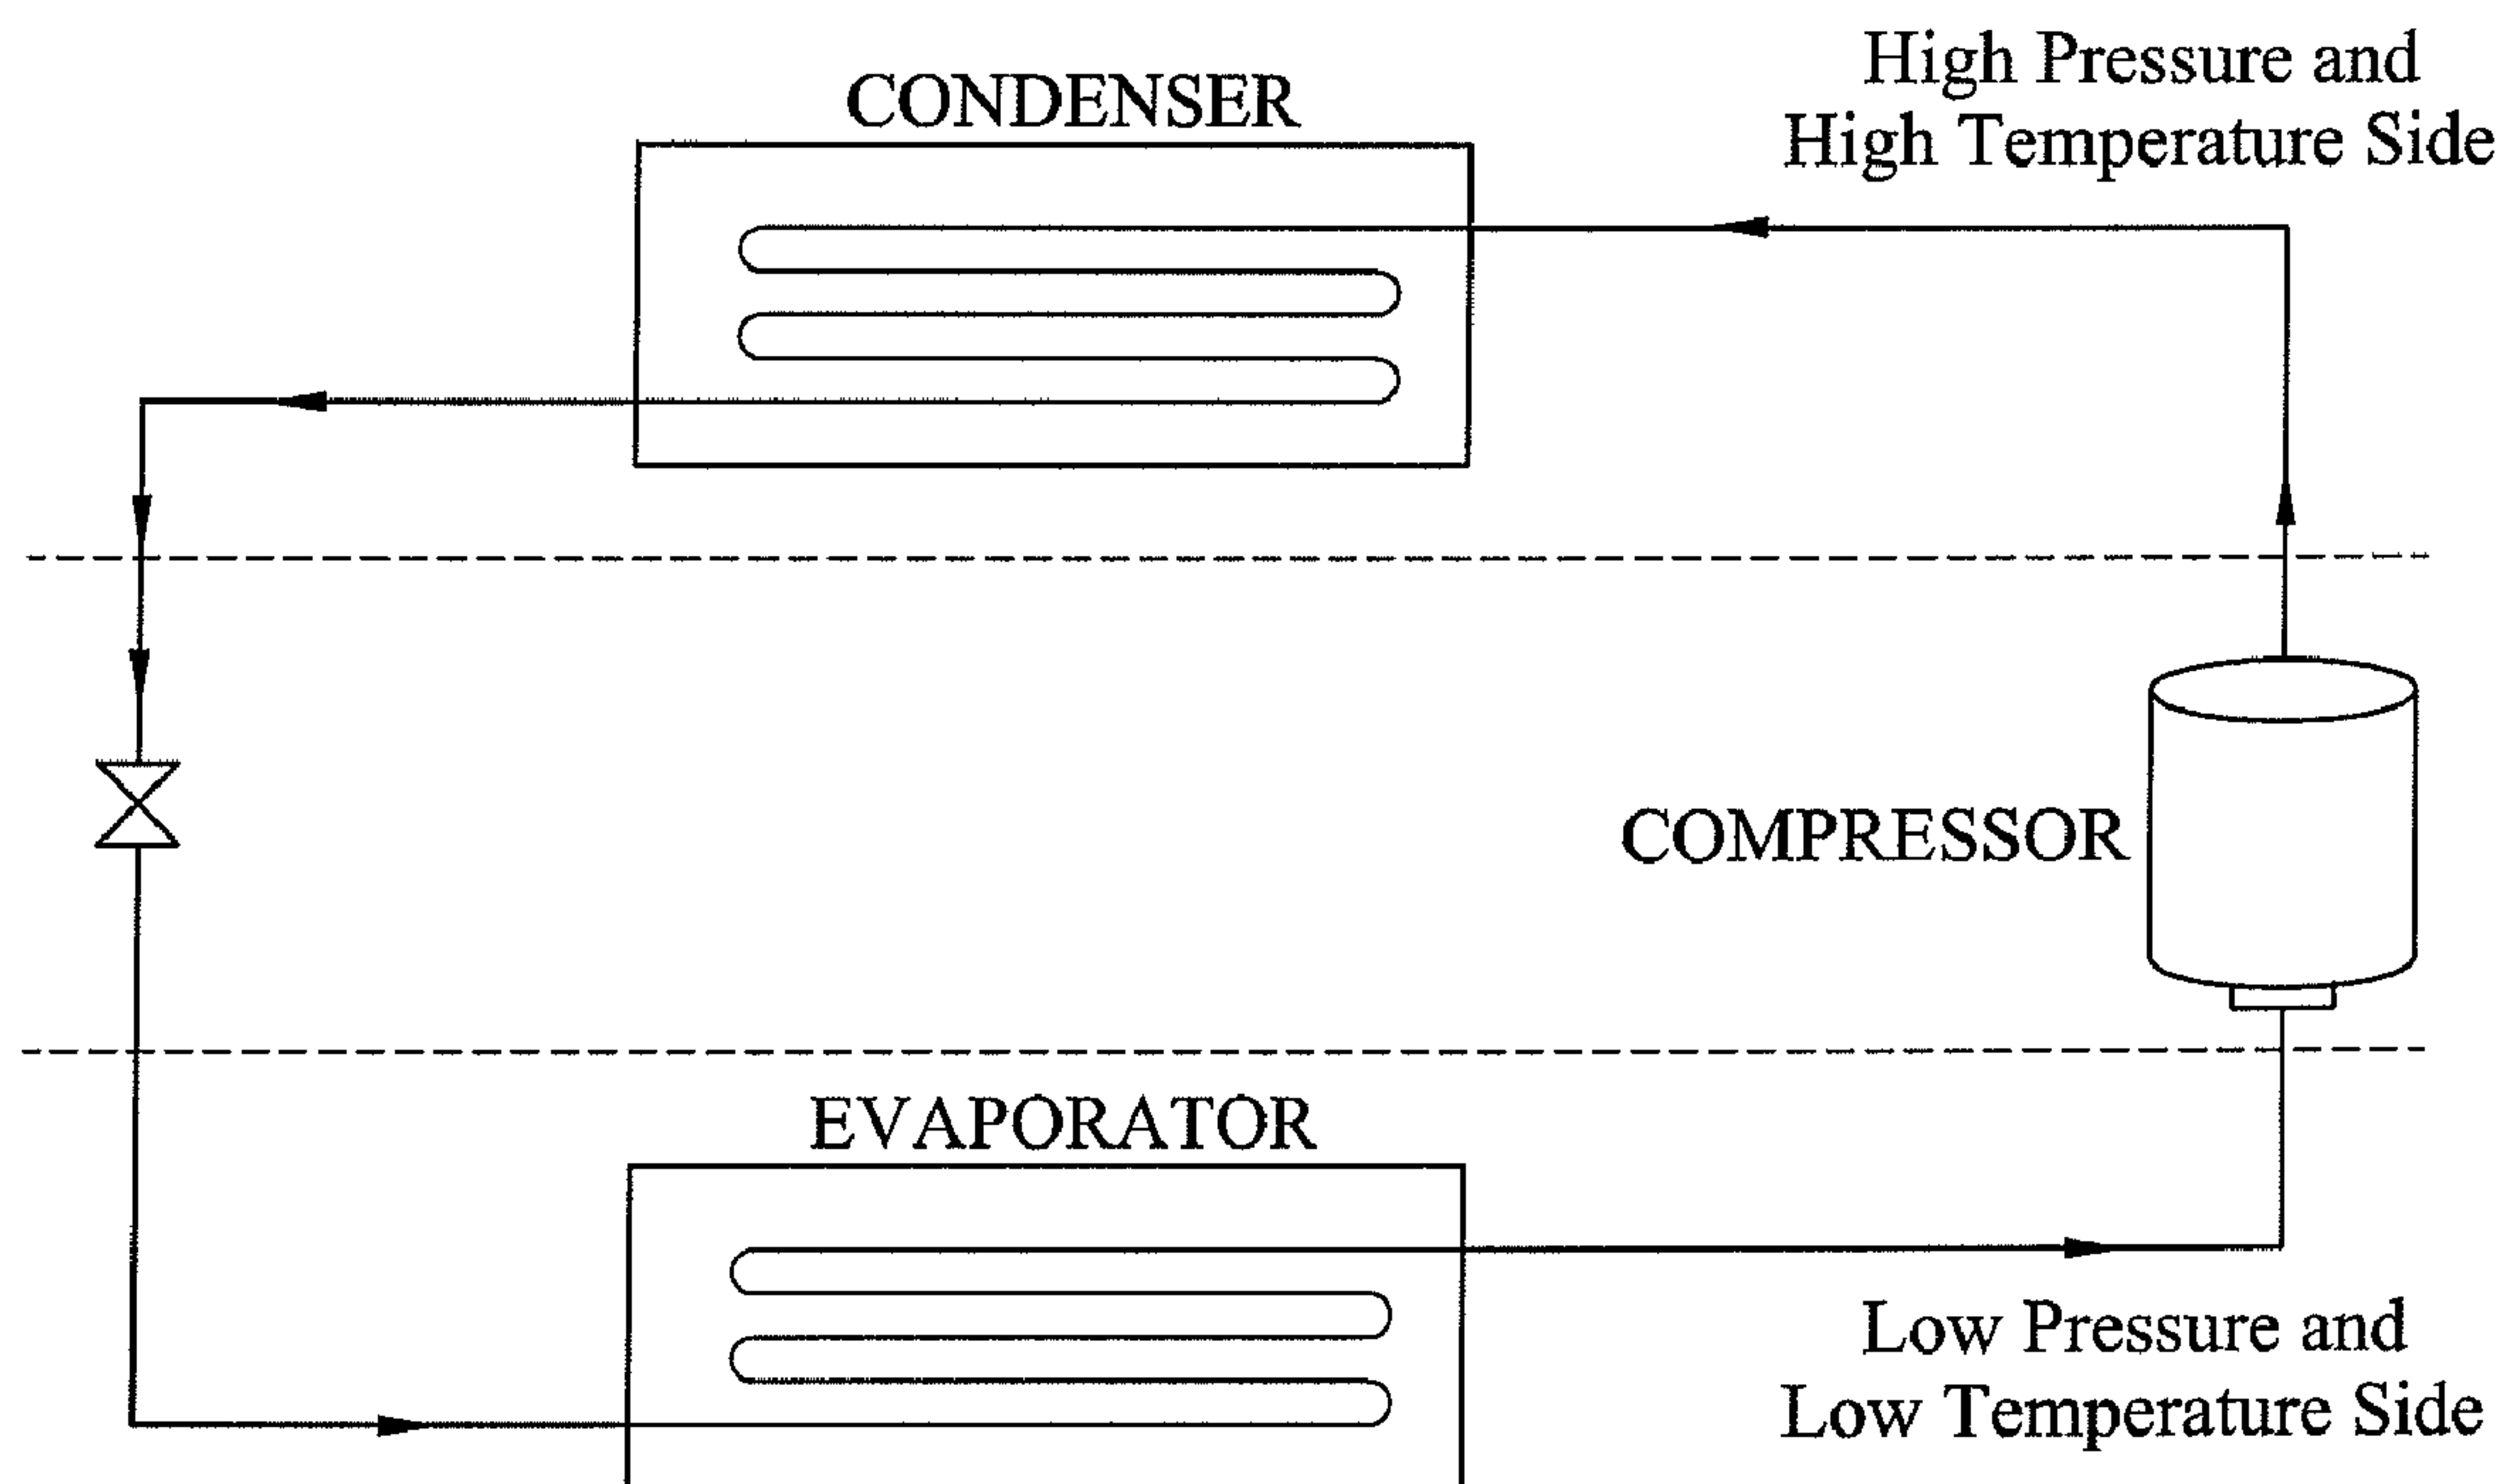 High Pressure and
High Temperature Side
CONDENSER
COMPRESSOR
EVAPORATOR
Low Pressure and
Low Temperature Side